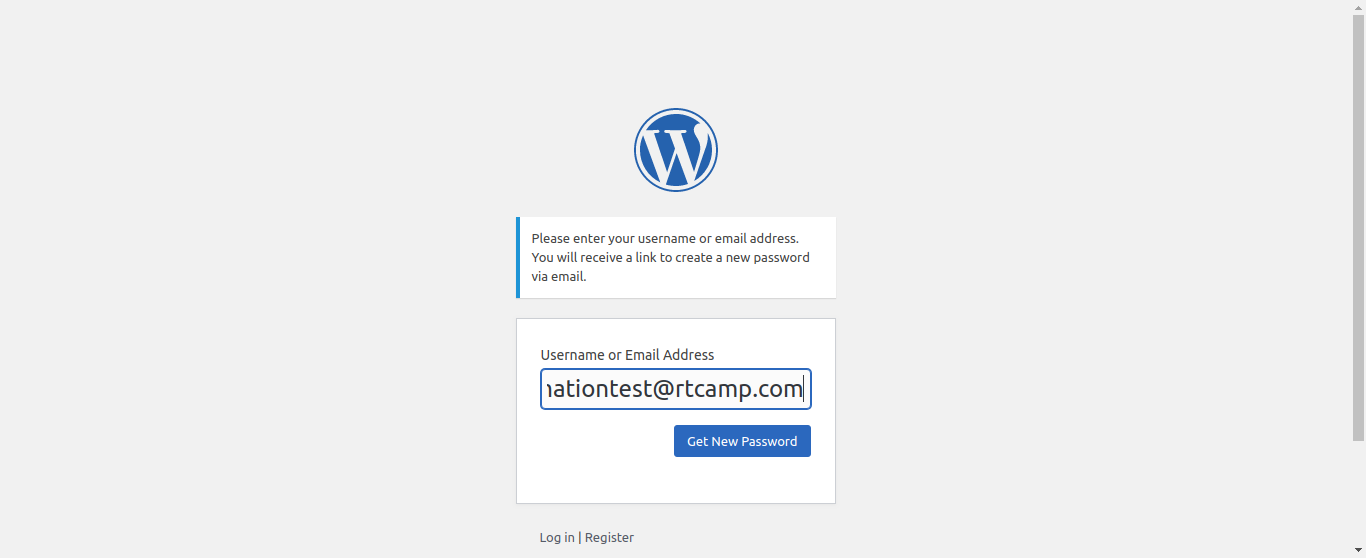 Please enter your username or email address.
You will receive a link to create a new password
via email.
Username or Email Address
ationtest@rtcamp.com
Get New Password
Log in | Register